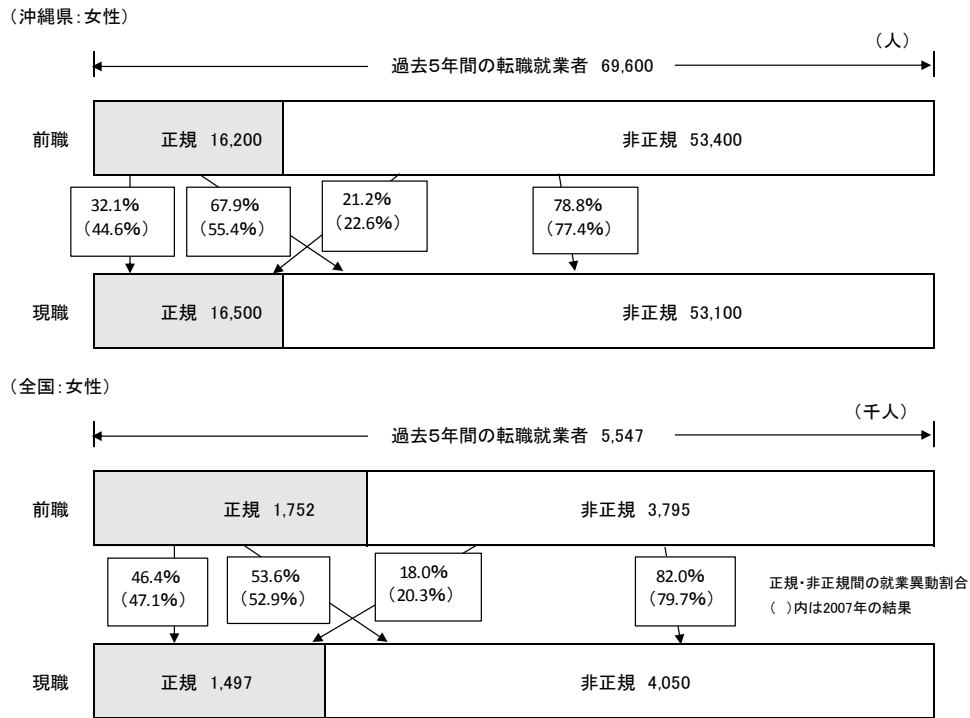 （沖縄県：女性）
（人）
過去５年間の転職就業者 69,600
前職 正規 16,200 非正規 53,400
32.1% 67.9% 21.2% 78.8%
（44.6%） （55.4%） （22.6%） （77.4%）
現職 正規 16,500 非正規 53,100
（全国：女性）
（千人）
過去５年間の転職就業者 5,547
前職 正規 1,752 非正規 3,795
46.4% 53.6% 18.0% 82.0%
（47.1%） （52.9%） （20.3%） （79.7%）
正規・非正規間の就業異動割合
（ ）内は2007年の結果
現職 正規 1,497 非正規 4,050